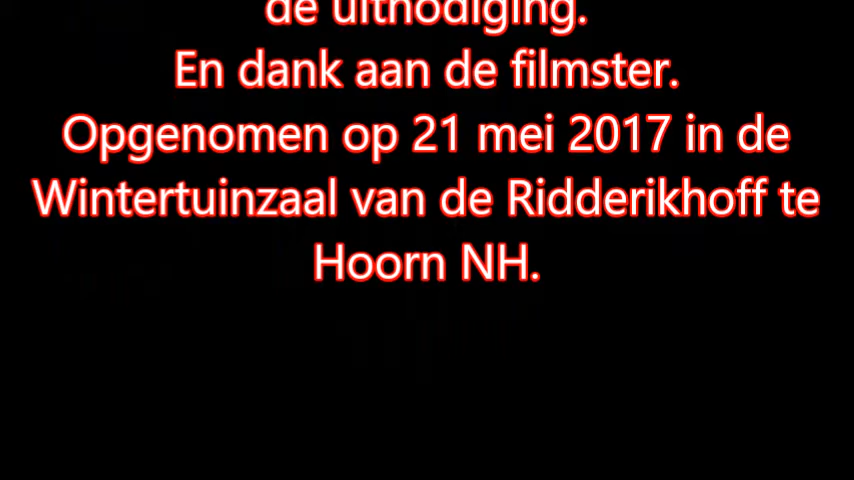 de uitnodiging.
En dank aan de filmster.
Opgenomen op 21 mei 2017 in de
Wintertuinzaal van de Ridderikhoff te
Hoorn NH.